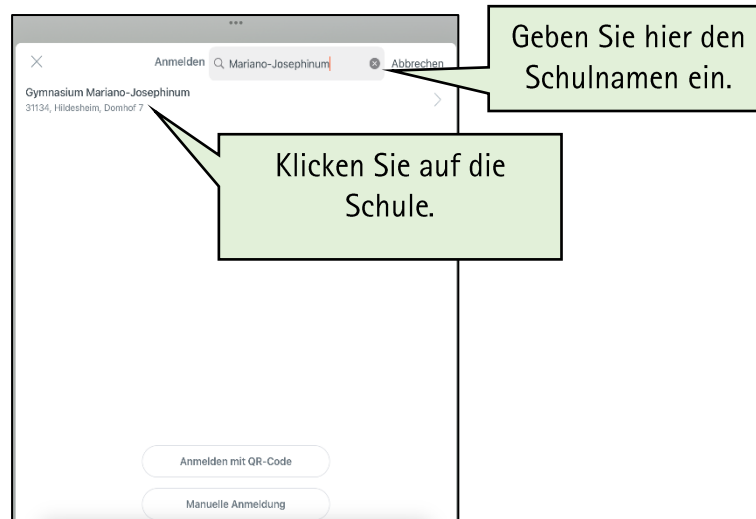 Geben Sie hier den
Schulnamen ein.
Anmelden
Mariano-Josephinum
Abbrechen
Gymnasium Mariano-Josephinum
31134, Hildesheim, Domhof 7
Klicken Sie auf die
Schule.
Anmelden mit QR-Code
Manuelle Anmeldung